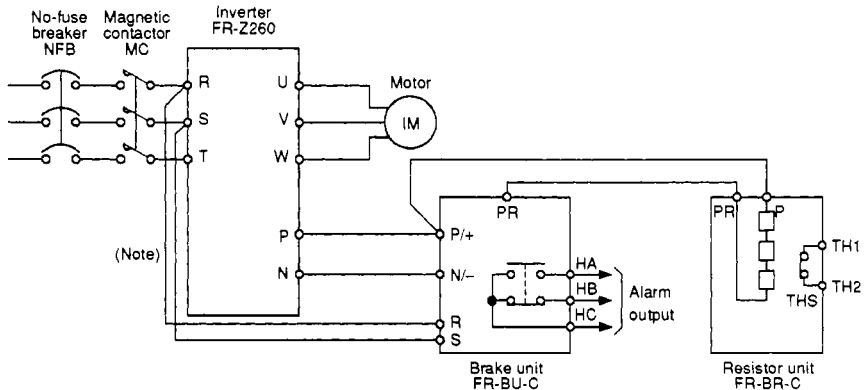 No-fuse
breaker
NFB
Magnetic
contactor
MC
Inverter
FR-Z260
R
S
T
U
V
W
P
N
Motor
IM
(Note)
PR
P/+
N/−
R
S
HA
HB
HC
Alarm
output
Brake unit
FR-BU-C
PR
P
TH1
TH2
THS
Resistor unit
FR-BR-C